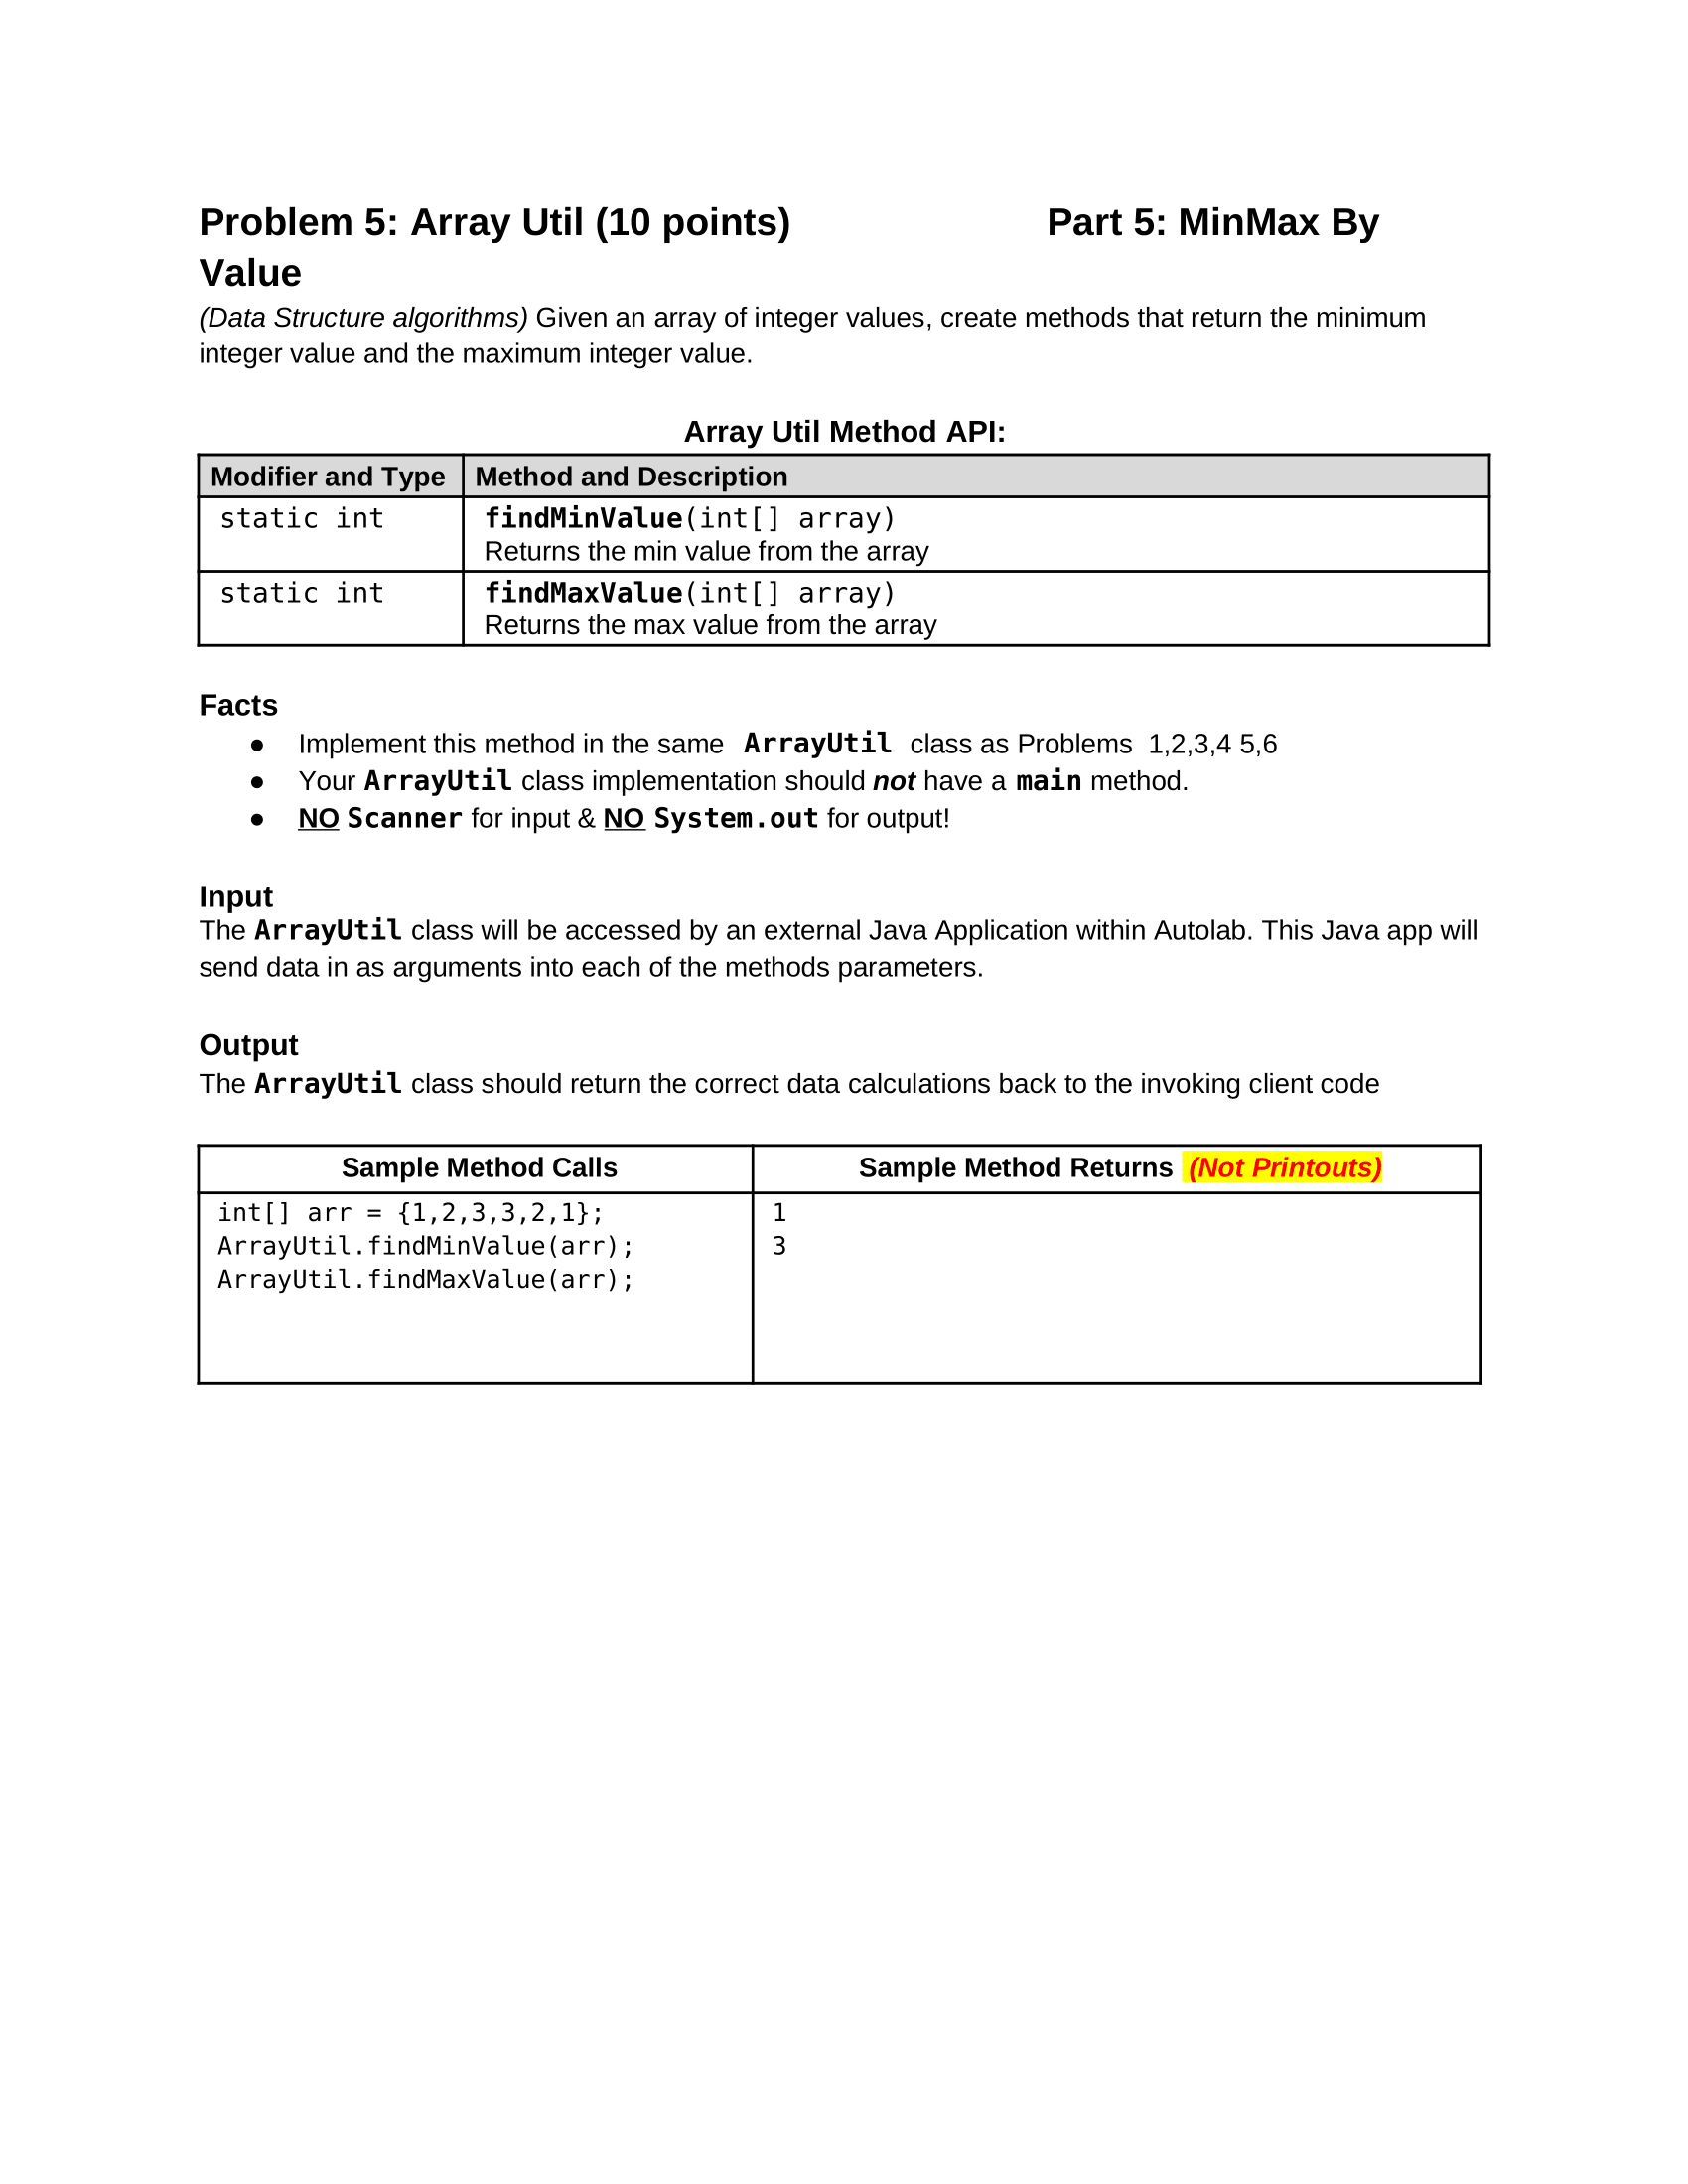 Problem 5: Array Util (10 points) Part 5: MinMax By
Value
(Data Structure algorithms) Given an array of integer values, create methods that return the minimum
integer value and the maximum integer value.
Array Util Method API:
Modifier and Type Method and Description
static int findMinValue(int[] array)
Returns the min value from the array
static int findMaxValue(int[] array)
Returns the max value from the array
Facts
● Implement this method in the same ArrayUtil class as Problems 1,2,3,4 5,6
● Your ArrayUtil class implementation should not have a main method.
● NO Scanner for input & NO System.out for output!
Input
The ArrayUtil class will be accessed by an external Java Application within Autolab. This Java app will
send data in as arguments into each of the methods parameters.
Output
The ArrayUtil class should return the correct data calculations back to the invoking client code
Sample Method Calls Sample Method Returns (Not Printouts)
int[] arr = {1,2,3,3,2,1}; 1
ArrayUtil.findMinValue(arr); 3
ArrayUtil.findMaxValue(arr);